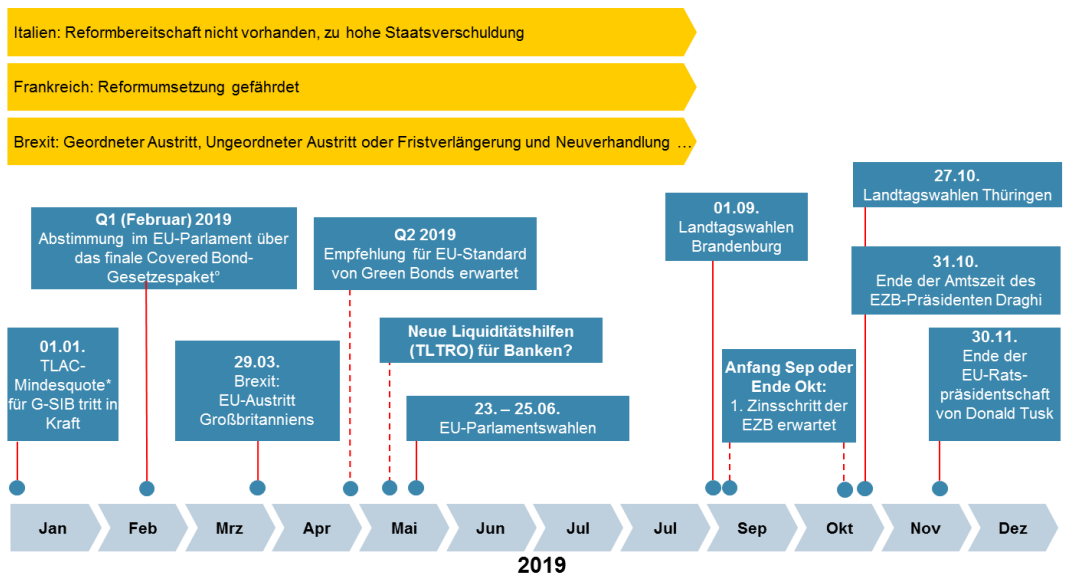 Italien: Reformbereitschaft nicht vorhanden, zu hohe Staatsverschuldung
Frankreich: Reformumsetzung gefährdet
Brexit: Geordneter Austritt, Ungeordneter Austritt oder Fristverlängerung und Neuverhandlung …
Q1 (Februar) 2019
Abstimmung im EU-Parlament über
das finale Covered Bond-
Gesetzespaket°
Q2 2019
Empfehlung für EU-Standard
von Green Bonds erwartet
01.09.
Landtagswahlen
Brandenburg
27.10.
Landtagswahlen Thüringen
31.10.
Ende der Amtszeit des
EZB-Präsidenten Draghi
01.01.
TLAC-
Mindesquote*
für G-SIB tritt in
Kraft
29.03.
Brexit:
EU-Austritt
Großbritanniens
Neue Liquiditätshilfen
(TLTRO) für Banken?
23. – 25.06.
EU-Parlamentswahlen
Anfang Sep oder
Ende Okt:
1. Zinsschritt der
EZB erwartet
30.11.
Ende der
EU-Rats-
präsidentschaft
von Donald Tusk
Jan Feb Mrz Apr Mai Jun Jul Jul Sep Okt Nov Dez
2019